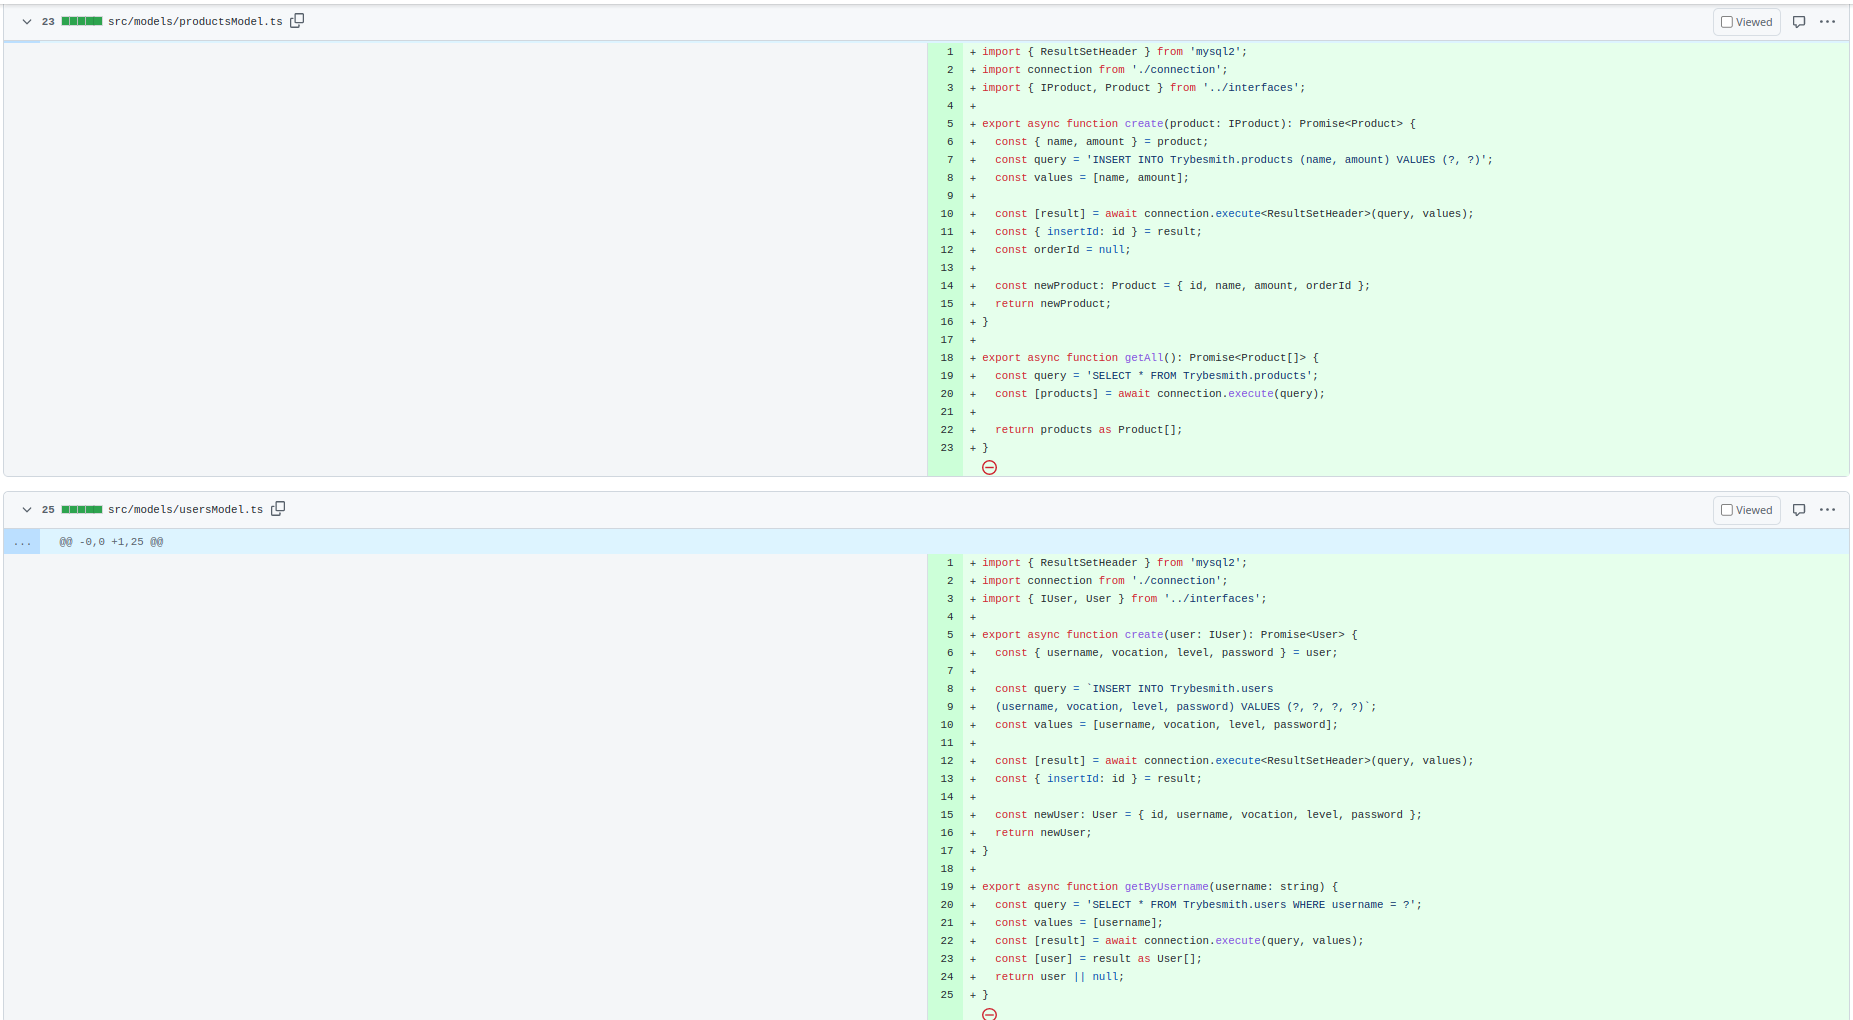 23 src/models/productsModel.ts Viewed ...
1 + import { ResultSetHeader } from 'mysql2';
2 + import connection from './connection';
3 + import { IProduct, Product } from '../interfaces';
4 +
5 + export async function create(product: IProduct): Promise<Product> {
6 +   const { name, amount } = product;
7 +   const query = 'INSERT INTO Trybesmith.products (name, amount) VALUES (?, ?)';
8 +   const values = [name, amount];
9 +
10 +   const [result] = await connection.execute<ResultSetHeader>(query, values);
11 +   const { insertId: id } = result;
12 +   const orderId = null;
13 +
14 +   const newProduct: Product = { id, name, amount, orderId };
15 +   return newProduct;
16 + }
17 +
18 + export async function getAll(): Promise<Product[]> {
19 +   const query = 'SELECT * FROM Trybesmith.products';
20 +   const [products] = await connection.execute(query);
21 +
22 +   return products as Product[];
23 + }
25 src/models/usersModel.ts Viewed ...
... @@ -0,0 +1,25 @@
1 + import { ResultSetHeader } from 'mysql2';
2 + import connection from './connection';
3 + import { IUser, User } from '../interfaces';
4 +
5 + export async function create(user: IUser): Promise<User> {
6 +   const { username, vocation, level, password } = user;
7 +
8 +   const query = `INSERT INTO Trybesmith.users
9 +   (username, vocation, level, password) VALUES (?, ?, ?, ?)`;
10 +   const values = [username, vocation, level, password];
11 +
12 +   const [result] = await connection.execute<ResultSetHeader>(query, values);
13 +   const { insertId: id } = result;
14 +
15 +   const newUser: User = { id, username, vocation, level, password };
16 +   return newUser;
17 + }
18 +
19 + export async function getByUsername(username: string) {
20 +   const query = 'SELECT * FROM Trybesmith.users WHERE username = ?';
21 +   const values = [username];
22 +   const [result] = await connection.execute(query, values);
23 +   const [user] = result as User[];
24 +   return user || null;
25 + }